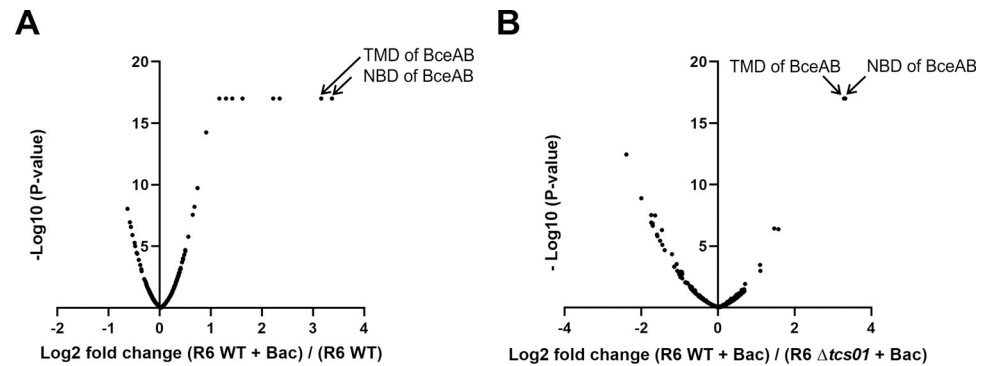 A
TMD of BceAB
NBD of BceAB
20
15
10
5
-Log10 (P-value)
-2 -1 0 1 2 3 4
Log2 fold change (R6 WT + Bac) / (R6 WT)
B
TMD of BceAB NBD of BceAB
20
15
10
5
- Log10 (P-value)
-4 -2 0 2 4
Log2 fold change (R6 WT + Bac) / (R6 Δtcs01 + Bac)